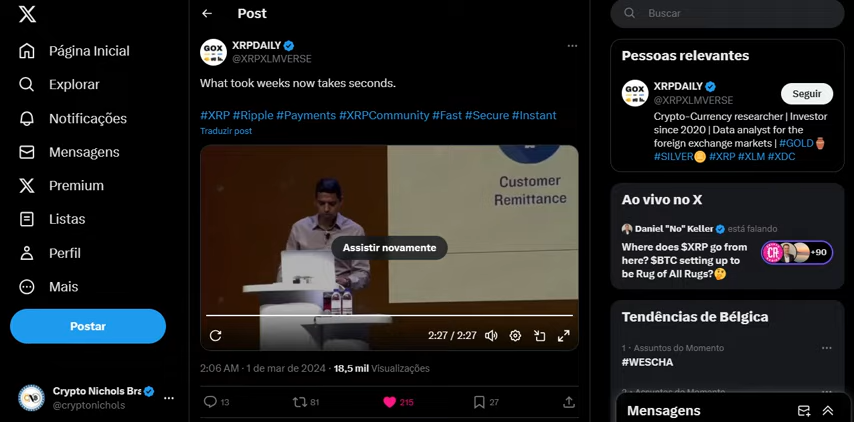 Post
Buscar
Página Inicial
Explorar
Notificações
Mensagens
Premium
Listas
Perfil
Mais
Postar
Crypto Nichols Bra
@cryptonichols
GOX
XRPDAILY
@XRPXLMVERSE
What took weeks now takes seconds.
#XRP #Ripple #Payments #XRPCommunity #Fast #Secure #Instant
Traduzir post
Customer
Remittance
Assistir novamente
2:27 / 2:27
2:06 AM · 1 de mar de 2024 · 18,5 mil Visualizações
13
81
215
27
Pessoas relevantes
GOX
XRPDAILY
@XRPXLMVERSE
Seguir
Crypto-Currency researcher | Investor
since 2020 | Data analyst for the
foreign exchange markets | #GOLD
#SILVER #XRP #XLM #XDC
Ao vivo no X
Daniel "No" Keller está falando
Where does $XRP go from
here? $BTC setting up to
be Rug of All Rugs?
+90
Tendências de Bélgica
1 · Assuntos do Momento
#WESCHA
Mensagens